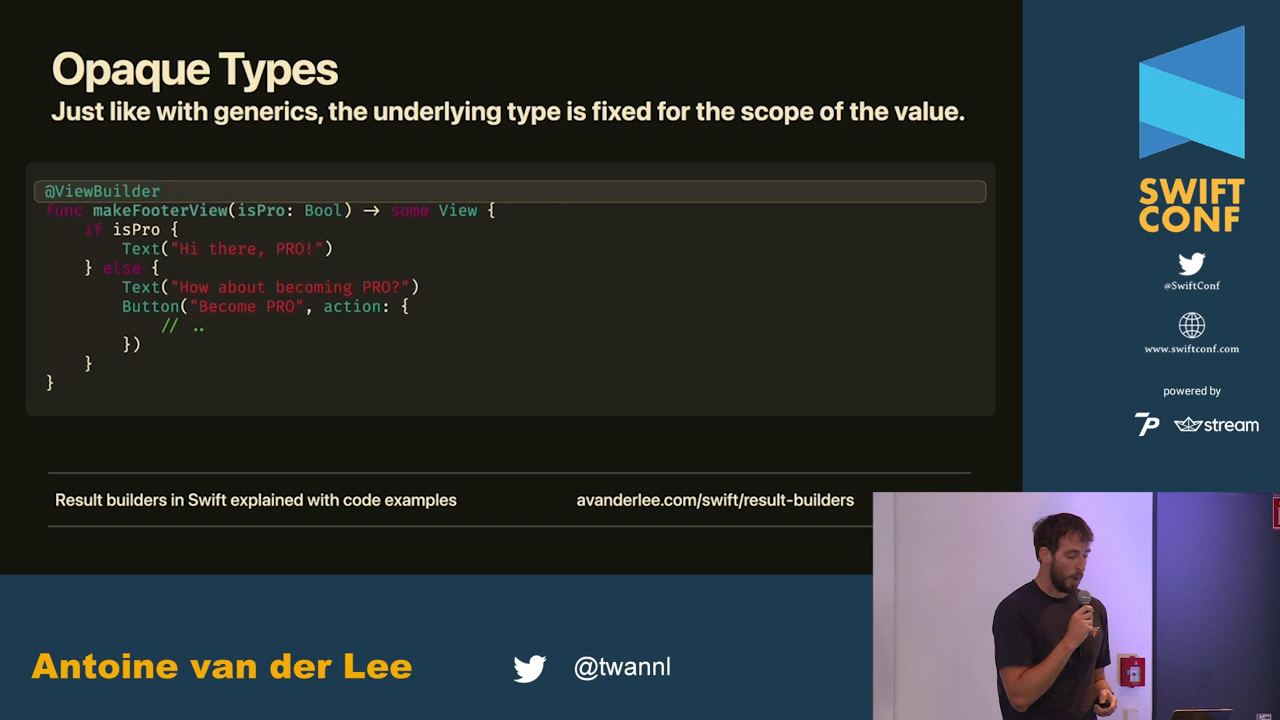 Opaque Types
Just like with generics, the underlying type is fixed for the scope of the value.
@ViewBuilder
func makeFooterView(isPro: Bool) -> some View {
    if isPro {
        Text("Hi there, PRO!")
    } else {
        Text("How about becoming PRO?")
        Button("Become PRO", action: {
            // ..
        })
    }
}
Result builders in Swift explained with code examples
avanderlee.com/swift/result-builders
Antoine van der Lee
@twannl
SWIFT
CONF
@SwiftConf
www.swiftconf.com
powered by
7P stream